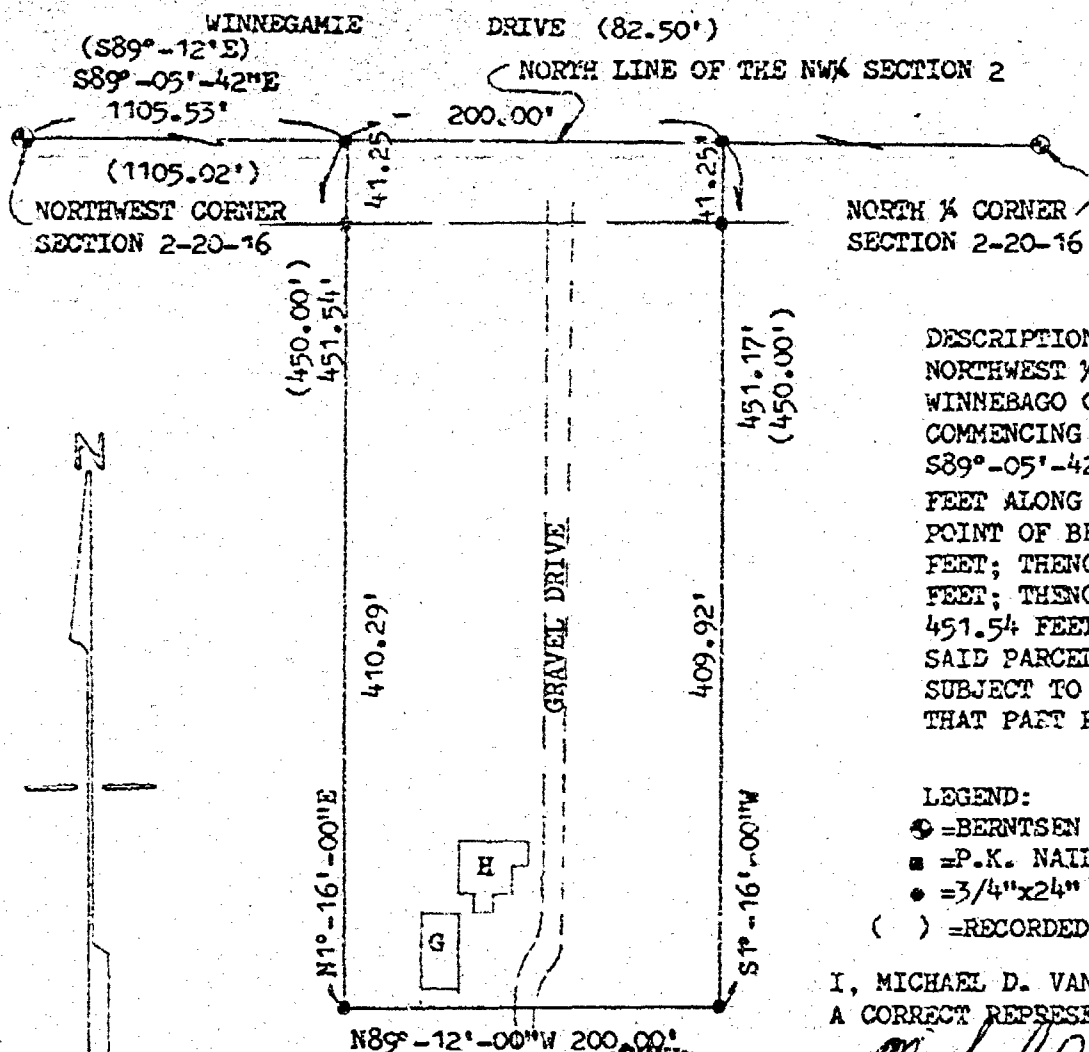 WINNEGAMIE DRIVE (82.50')
(S89°-12'E)
S89°-05'-42"E
NORTH LINE OF THE NW¼ SECTION 2
1105.53'
200.00'
(1105.02')
41.25'
41.25'
NORTHWEST CORNER
SECTION 2-20-16
NORTH ¼ CORNER
SECTION 2-20-16
(450.00')
451.54'
451.17'
(450.00')
N
410.29'
GRAVEL DRIVE
409.92'
H
G
N1°-16'-00"E
S1°-16'-00"W
N89°-12'-00"W 200.00'
DESCRIPTION
NORTHWEST ¼
WINNEBAGO C
COMMENCING
S89°-05'-42
FEET ALONG
POINT OF BE
FEET; THENC
FEET; THENC
451.54 FEET
SAID PARCEL
SUBJECT TO
THAT PART
LEGEND:
=BERNTSEN
=P.K. NAIL
=3/4"x24"
( ) =RECORDED
I, MICHAEL D. VAN
A CORRECT REPRESE